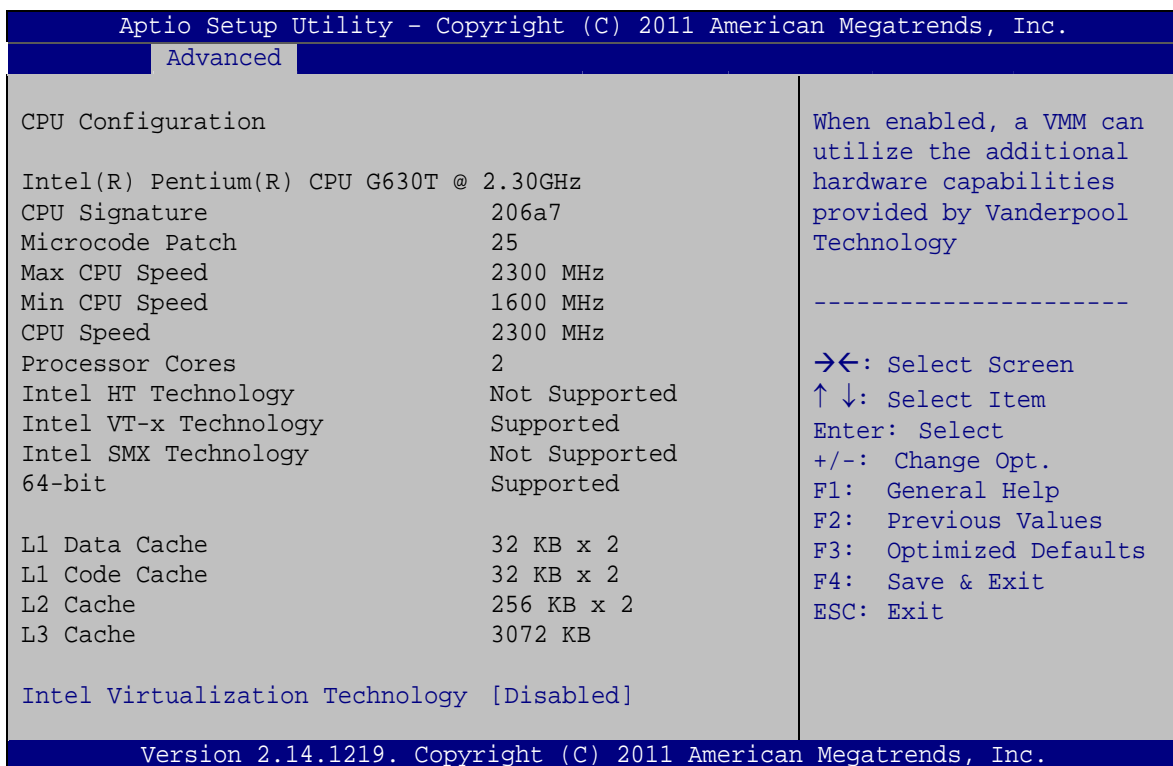 Aptio Setup Utility – Copyright (C) 2011 American Megatrends, Inc.
Advanced
CPU Configuration
Intel(R) Pentium(R) CPU G630T @ 2.30GHz
CPU Signature 206a7
Microcode Patch 25
Max CPU Speed 2300 MHz
Min CPU Speed 1600 MHz
CPU Speed 2300 MHz
Processor Cores 2
Intel HT Technology Not Supported
Intel VT-x Technology Supported
Intel SMX Technology Not Supported
64-bit Supported
L1 Data Cache 32 KB x 2
L1 Code Cache 32 KB x 2
L2 Cache 256 KB x 2
L3 Cache 3072 KB
Intel Virtualization Technology [Disabled]
When enabled, a VMM can
utilize the additional
hardware capabilities
provided by Vanderpool
Technology
----------------------
→←: Select Screen
↑ ↓: Select Item
Enter: Select
+/-: Change Opt.
F1: General Help
F2: Previous Values
F3: Optimized Defaults
F4: Save & Exit
ESC: Exit
Version 2.14.1219. Copyright (C) 2011 American Megatrends, Inc.